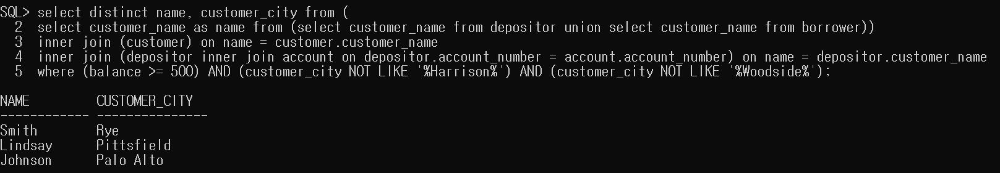 SQL> select distinct name, customer_city from (
  2  select customer_name as name from (select customer_name from depositor union select customer_name from borrower))
  3  inner join (customer) on name = customer.customer_name
  4  inner join (depositor inner join account on depositor.account_number = account.account_number) on name = depositor.customer_name
  5  where (balance >= 500) AND (customer_city NOT LIKE '%Harrison%') AND (customer_city NOT LIKE '%Woodside%');
NAME         CUSTOMER_CITY
------------ ---------------
Smith        Rye
Lindsay      Pittsfield
Johnson      Palo Alto